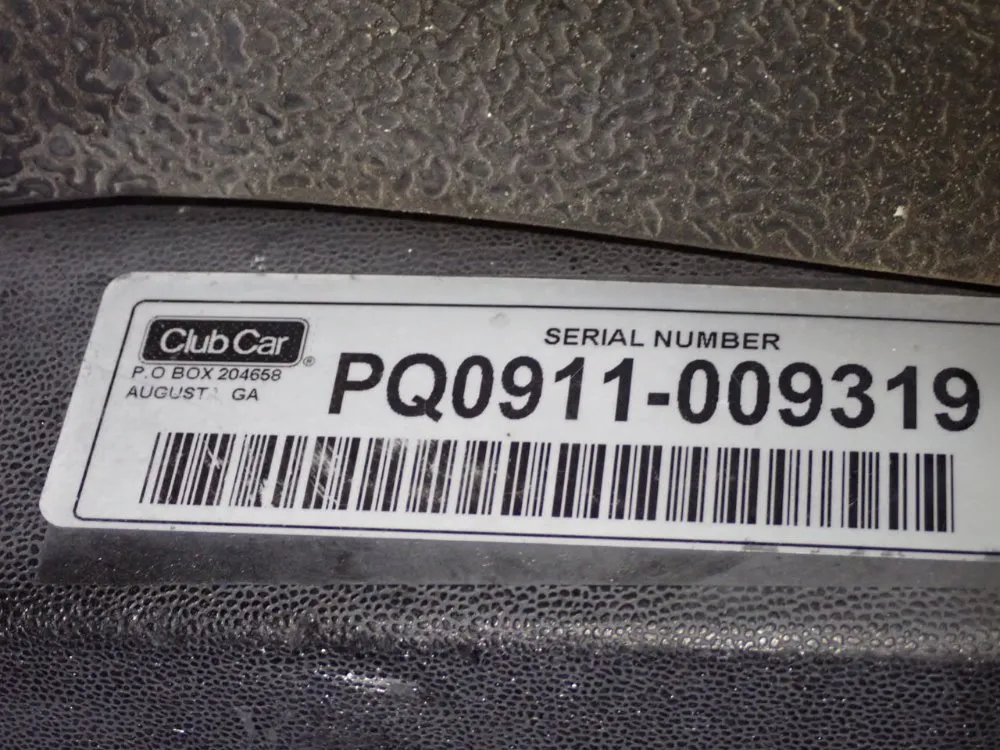 Club Car®
SERIAL NUMBER
P.O BOX 204658
PQ0911-009319
GA